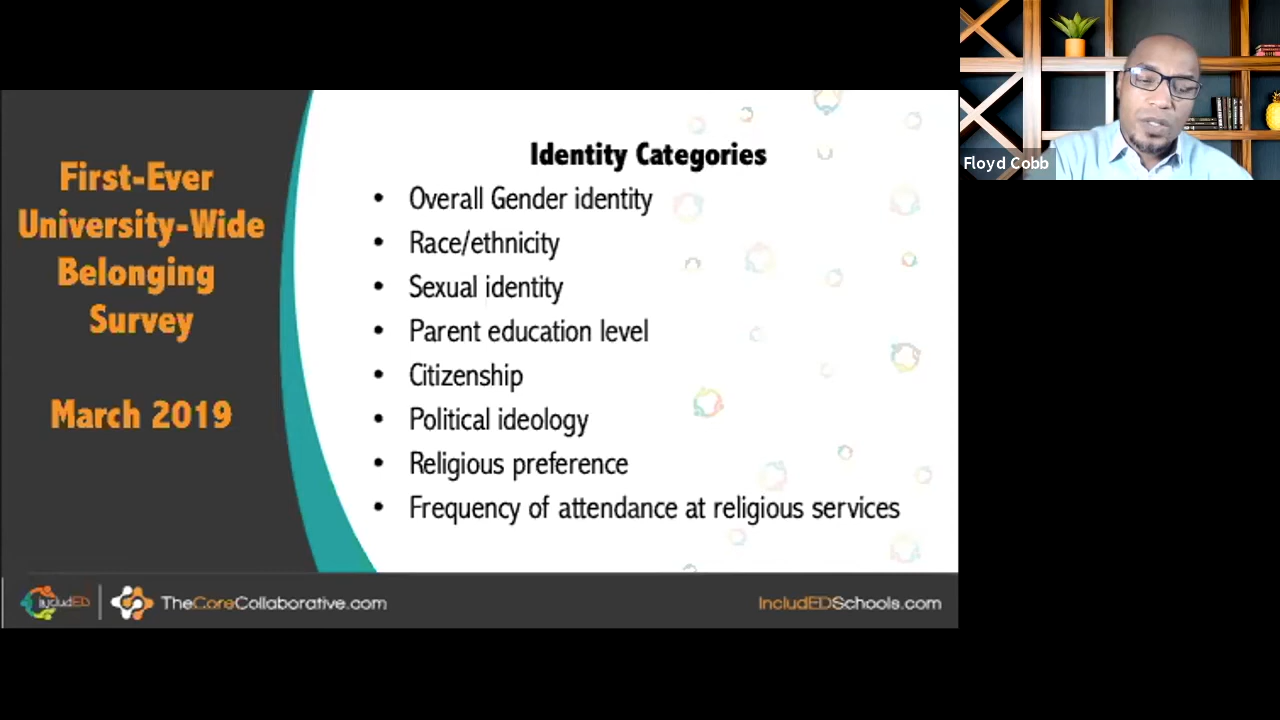 First-Ever
University-Wide
Belonging
Survey
March 2019
Identity Categories
• Overall Gender identity
• Race/ethnicity
• Sexual identity
• Parent education level
• Citizenship
• Political ideology
• Religious preference
• Frequency of attendance at religious services
IncludED
TheCoreCollaborative.com
IncludEDSchools.com
Floyd Cobb